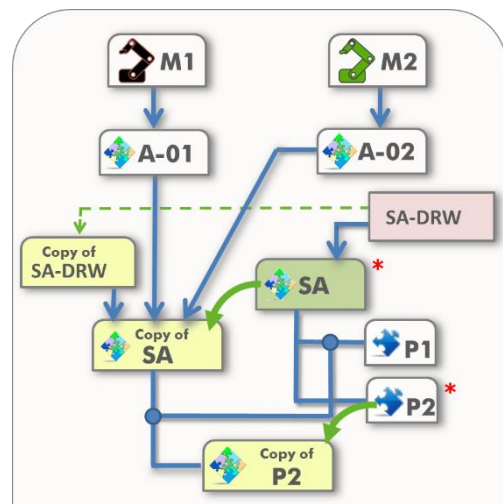 M1
M2
A-01
A-02
SA-DRW
Copy of
SA-DRW
SA
*
Copy of
SA
P1
P2
*
Copy of
P2